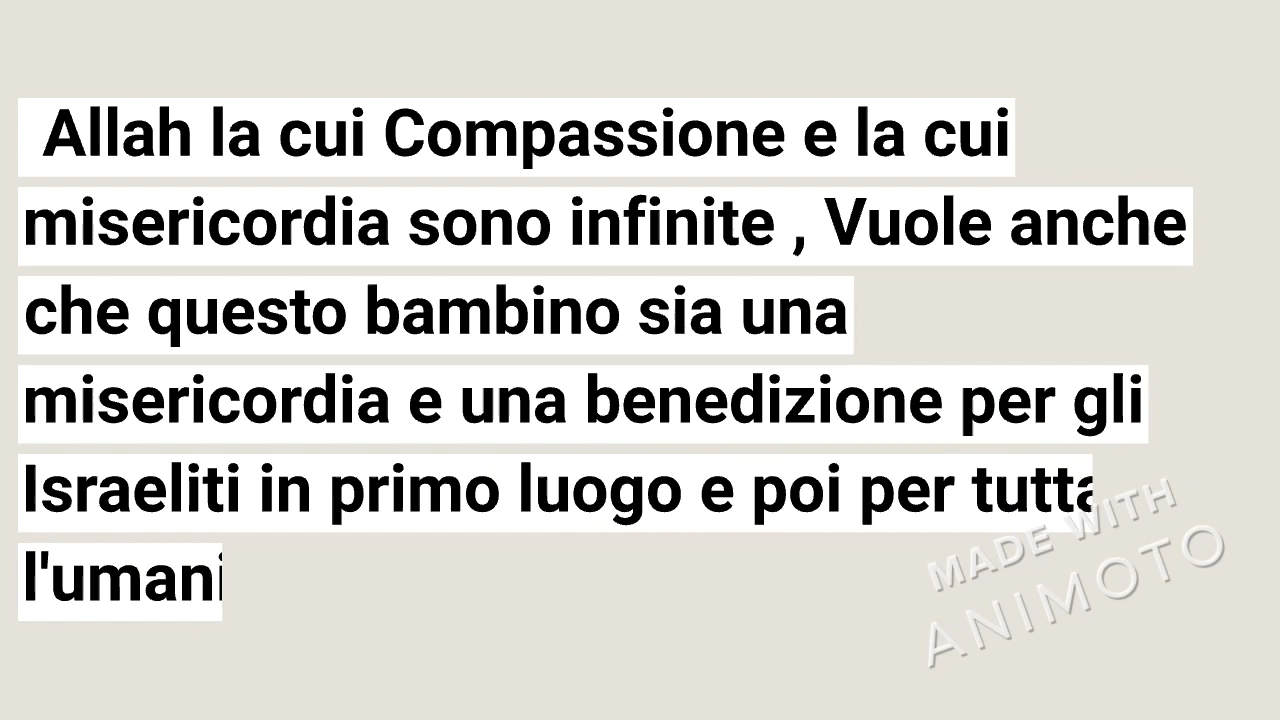 Allah la cui Compassione e la cui
misericordia sono infinite , Vuole anche
che questo bambino sia una
misericordia e una benedizione per gli
Israeliti in primo luogo e poi per tutta
l'umani
MADE WITH
ANIMOTO